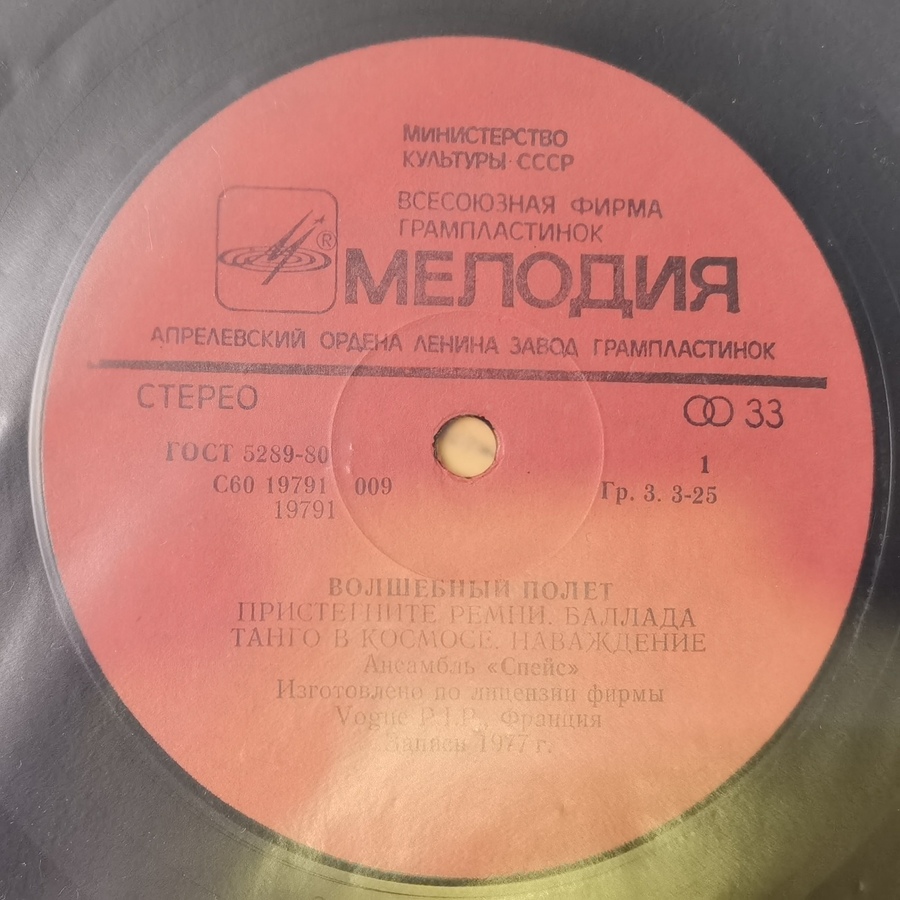 МИНИСТЕРСТВО
КУЛЬТУРЫ СССР
ВСЕСОЮЗНАЯ ФИРМА
ГРАМПЛАСТИНОК
®
МЕЛОДИЯ
АПРЕЛЕВСКИЙ ОРДЕНА ЛЕНИНА ЗАВОД ГРАМПЛАСТИНОК
СТЕРЕО 33
ГОСТ 5289-80 1
С60 19791 009 Гр. 3. 3-25
19791
ВОЛШЕБНЫЙ ПОЛЕТ
ПРИСТЕГНИТЕ РЕМНИ. БАЛЛАДА
ТАНГО В КОСМОСЕ. НАВАЖДЕНИЕ
Ансамбль «Спейс»
Изготовлено по лицензии фирмы
Vogue P.I.P., Франция
Запись 1977 г.